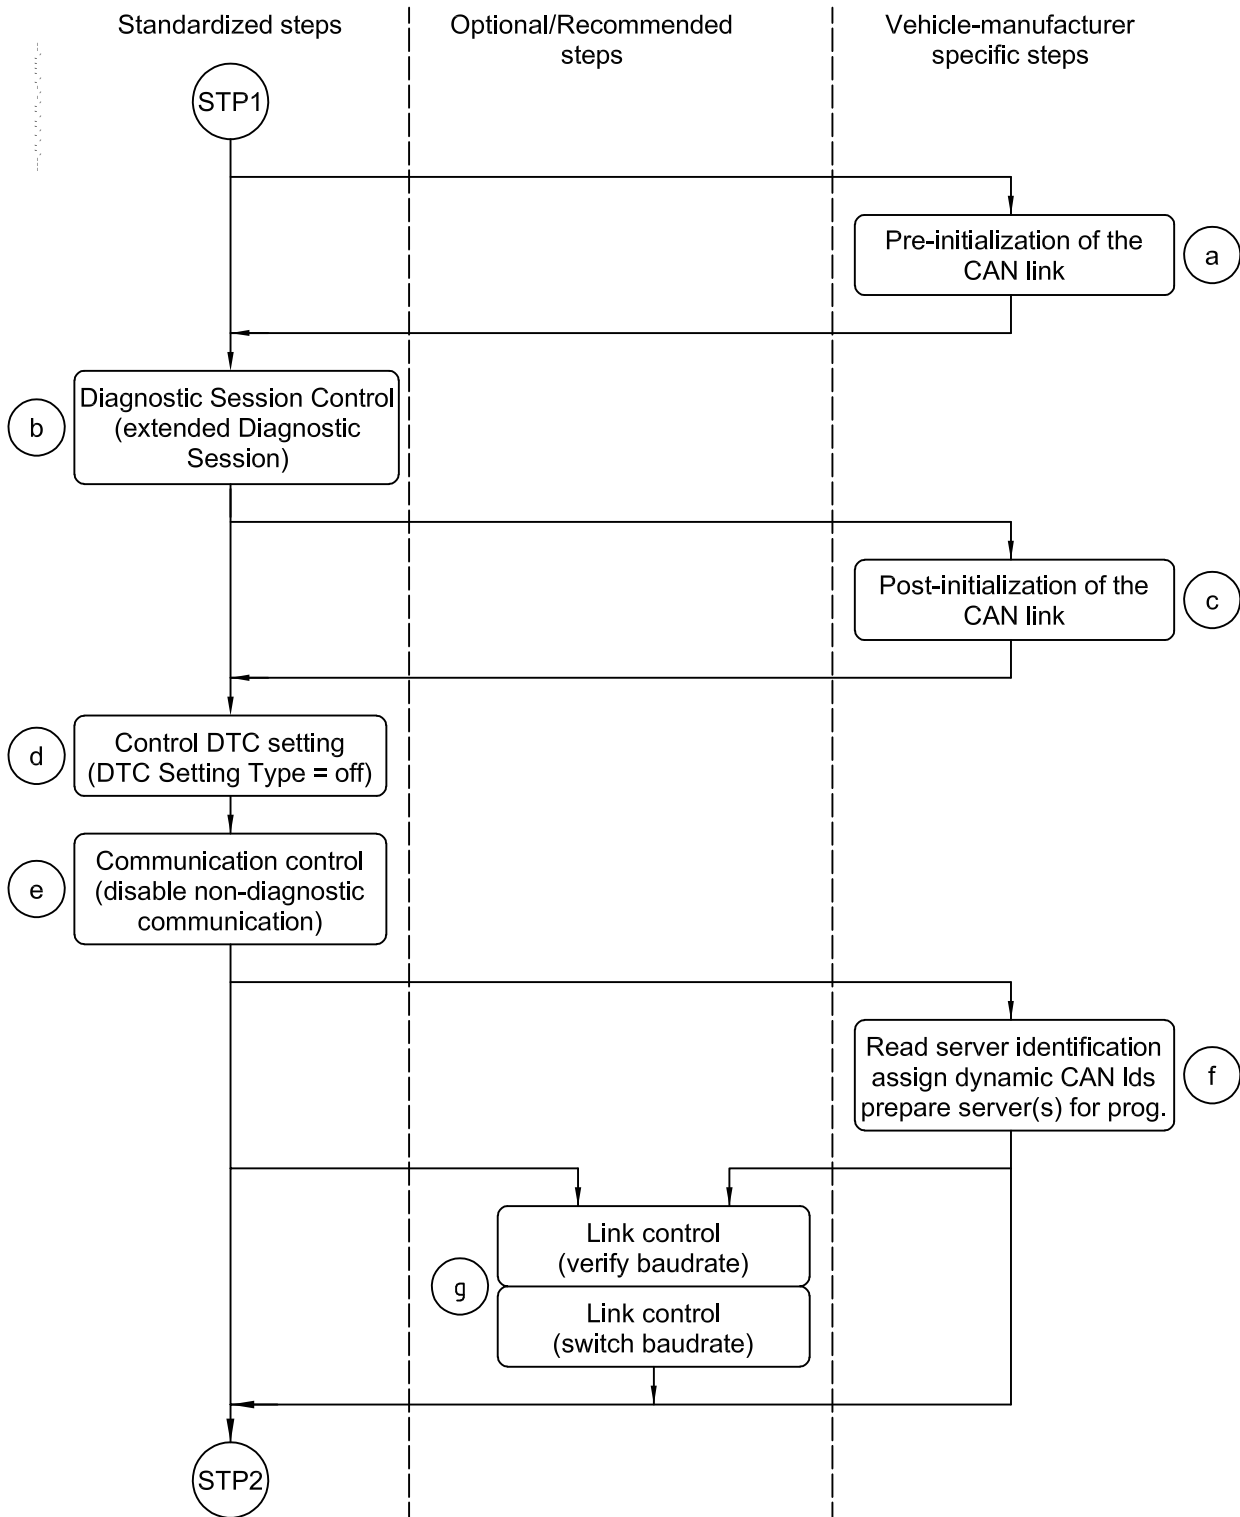 Standardized steps
Optional/Recommended
steps
Vehicle-manufacturer
specific steps
STP1
Pre-initialization of the
CAN link
a
b
Diagnostic Session Control
(extended Diagnostic
Session)
Post-initialization of the
CAN link
c
d
Control DTC setting
(DTC Setting Type = off)
e
Communication control
(disable non-diagnostic
communication)
Read server identification
assign dynamic CAN Ids
prepare server(s) for prog.
f
Link control
(verify baudrate)
g
Link control
(switch baudrate)
STP2